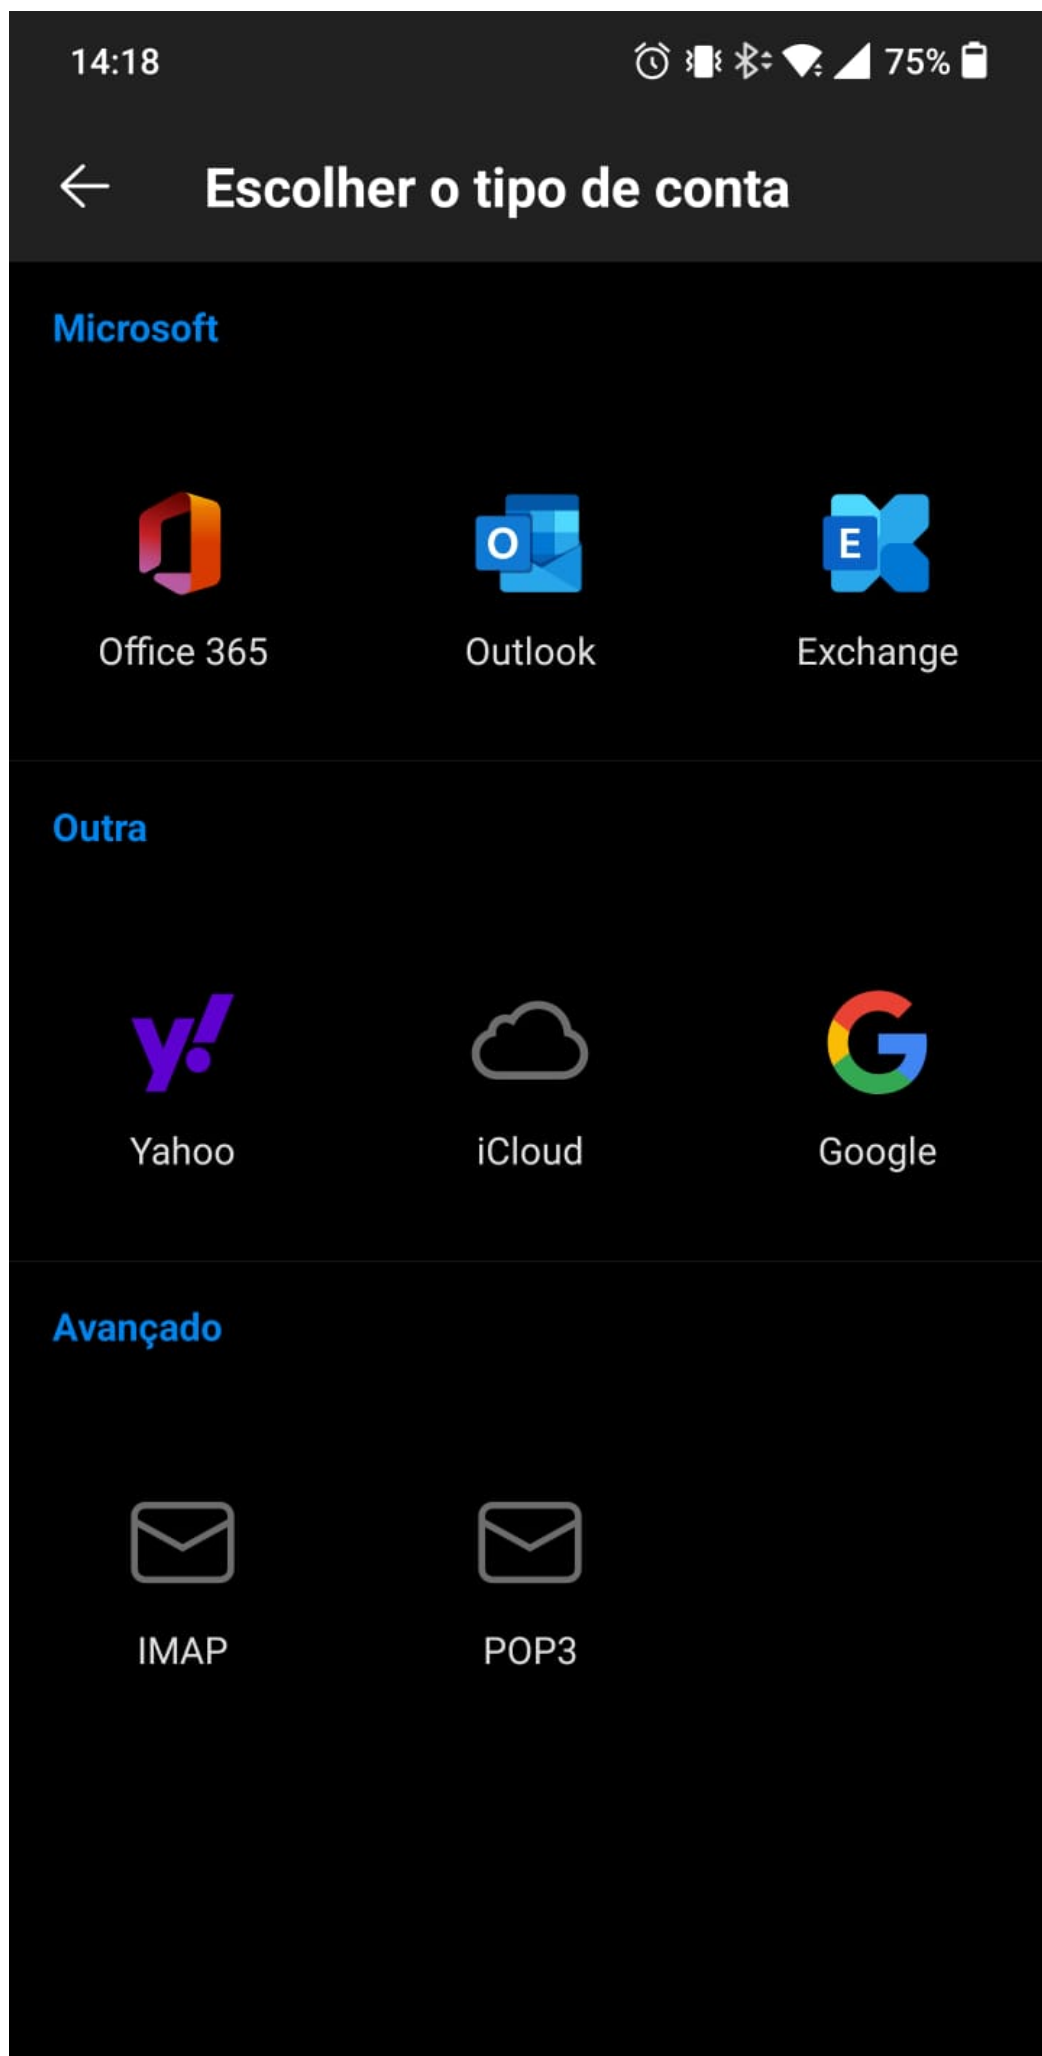 14:18 75%
Escolher o tipo de conta
Microsoft
O E
Office 365 Outlook Exchange
Outra
y!
Yahoo iCloud Google
Avançado
IMAP POP3